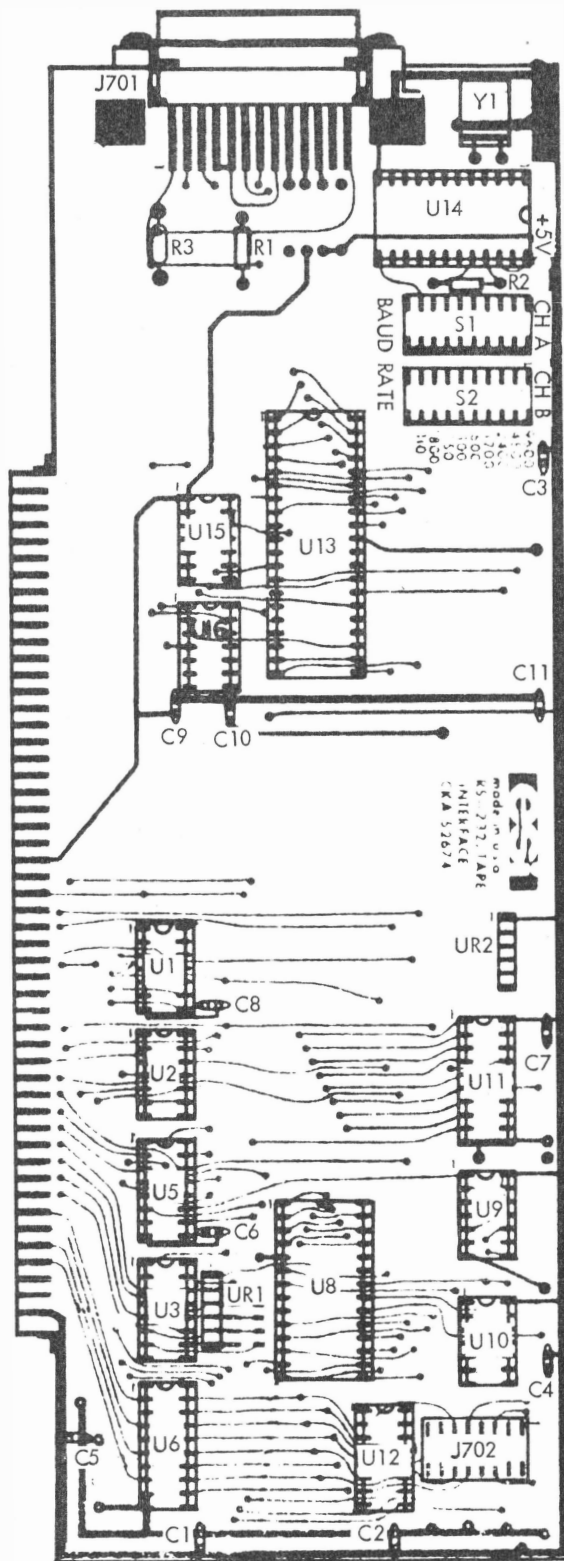 J701
Y1
U14
+5V
R3
R1
R2
S1
CH A
BAUD RATE
S2
CH B
C3
U15
U13
U16
C11
C9
C10
made in USA
RS-232, TAPE
INTERFACE
CKA 52674
U1
UR2
C8
U2
U11
C7
U5
U9
C6
U3
UR1
U8
U10
C4
U6
U12
J702
C5
C1
C2